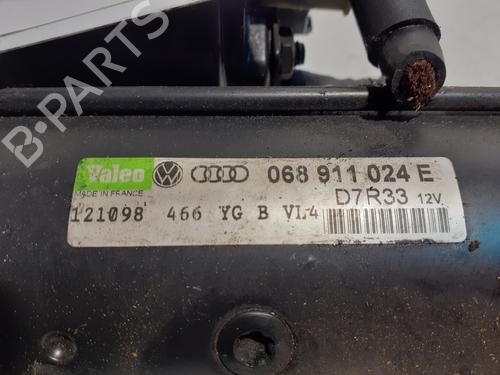 B-PARTS
Valeo 068 911 024 E
MADE IN FRANCE
D7R33 12V
121098 466 YG B VL4